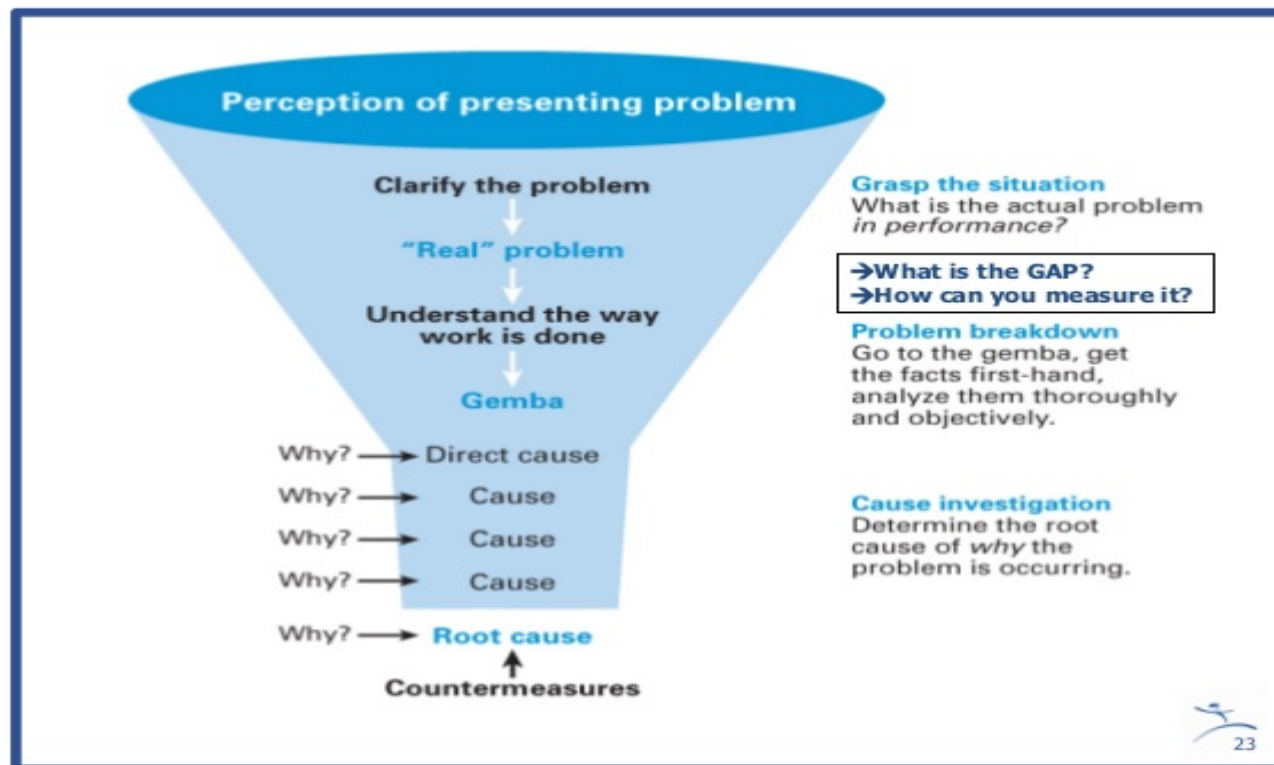 Perception of presenting problem
Clarify the problem
“Real” problem
Understand the way
work is done
Gemba
Why?
Direct cause
Why?
Cause
Why?
Cause
Why?
Cause
Why?
Root cause
Countermeasures
Grasp the situation
What is the actual problem
in performance?
→What is the GAP?
→How can you measure it?
Problem breakdown
Go to the gemba, get
the facts first-hand,
analyze them thoroughly
and objectively.
Cause investigation
Determine the root
cause of why the
problem is occurring.
23